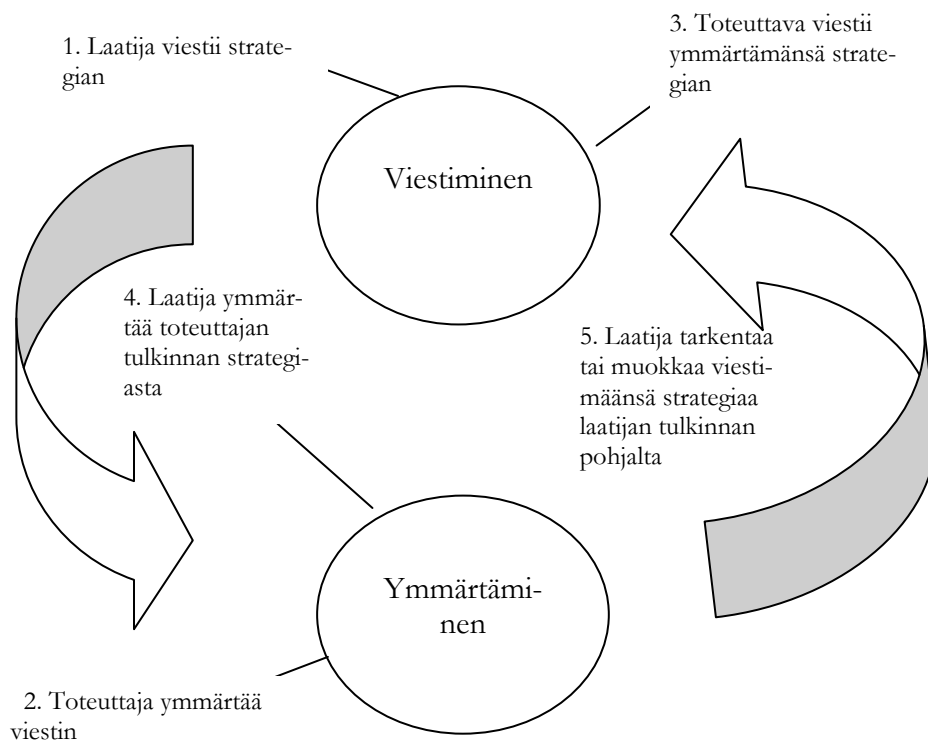 1. Laatija viestii strate-
gian
3. Toteuttava viestii
ymmärtämänsä strate-
gian
Viestiminen
4. Laatija ymmär-
tää toteuttajan
tulkinnan strategi-
asta
5. Laatija tarkentaa
tai muokkaa viesti-
määnsä strategiaa
laatijan tulkinnan
pohjalta
Ymmärtämi-
nen
2. Toteuttaja ymmärtää
viestin